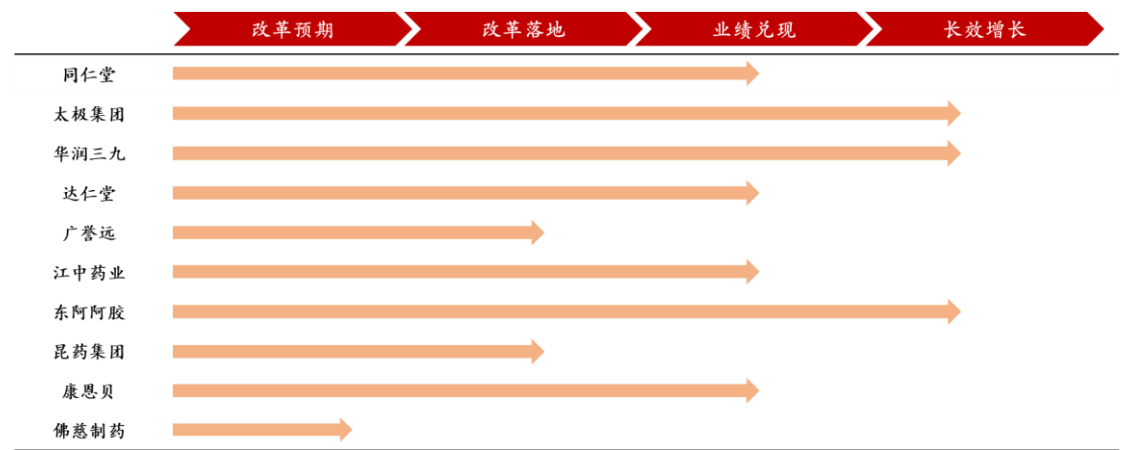 改革预期 改革落地 业绩兑现 长效增长
同仁堂
太极集团
华润三九
达仁堂
广誉远
江中药业
东阿阿胶
昆药集团
康恩贝
佛慈制药